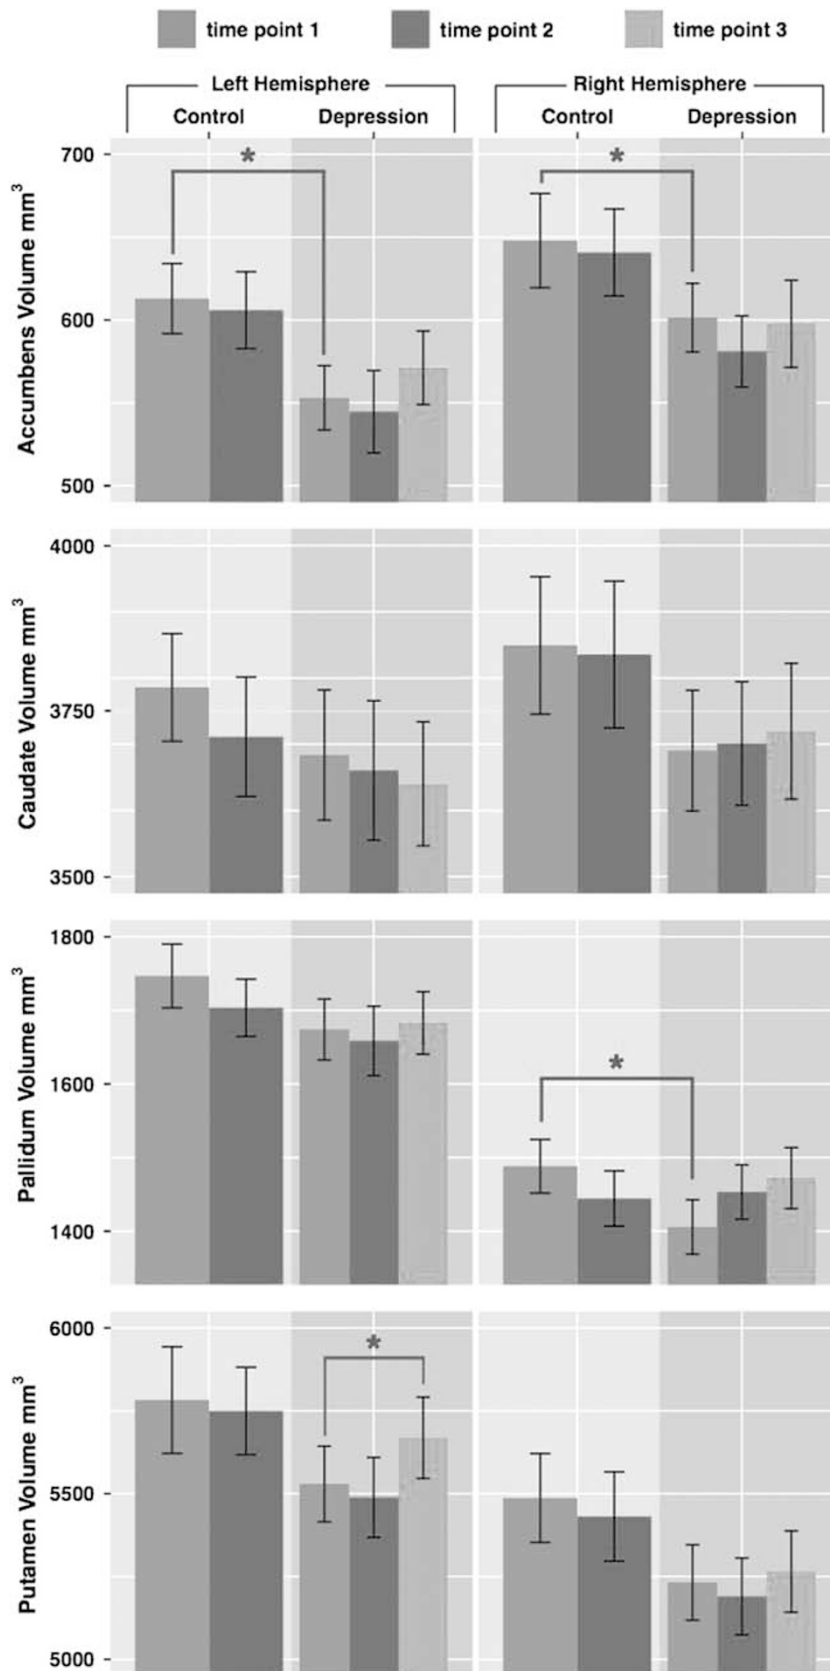 time point 1 time point 2 time point 3
Left Hemisphere Right Hemisphere
Control Depression Control Depression
700
*
*
600
500
Accumbens Volume mm³
4000
3750
3500
Caudate Volume mm³
1800
*
1600
1400
Pallidum Volume mm³
6000
*
5500
5000
Putamen Volume mm³